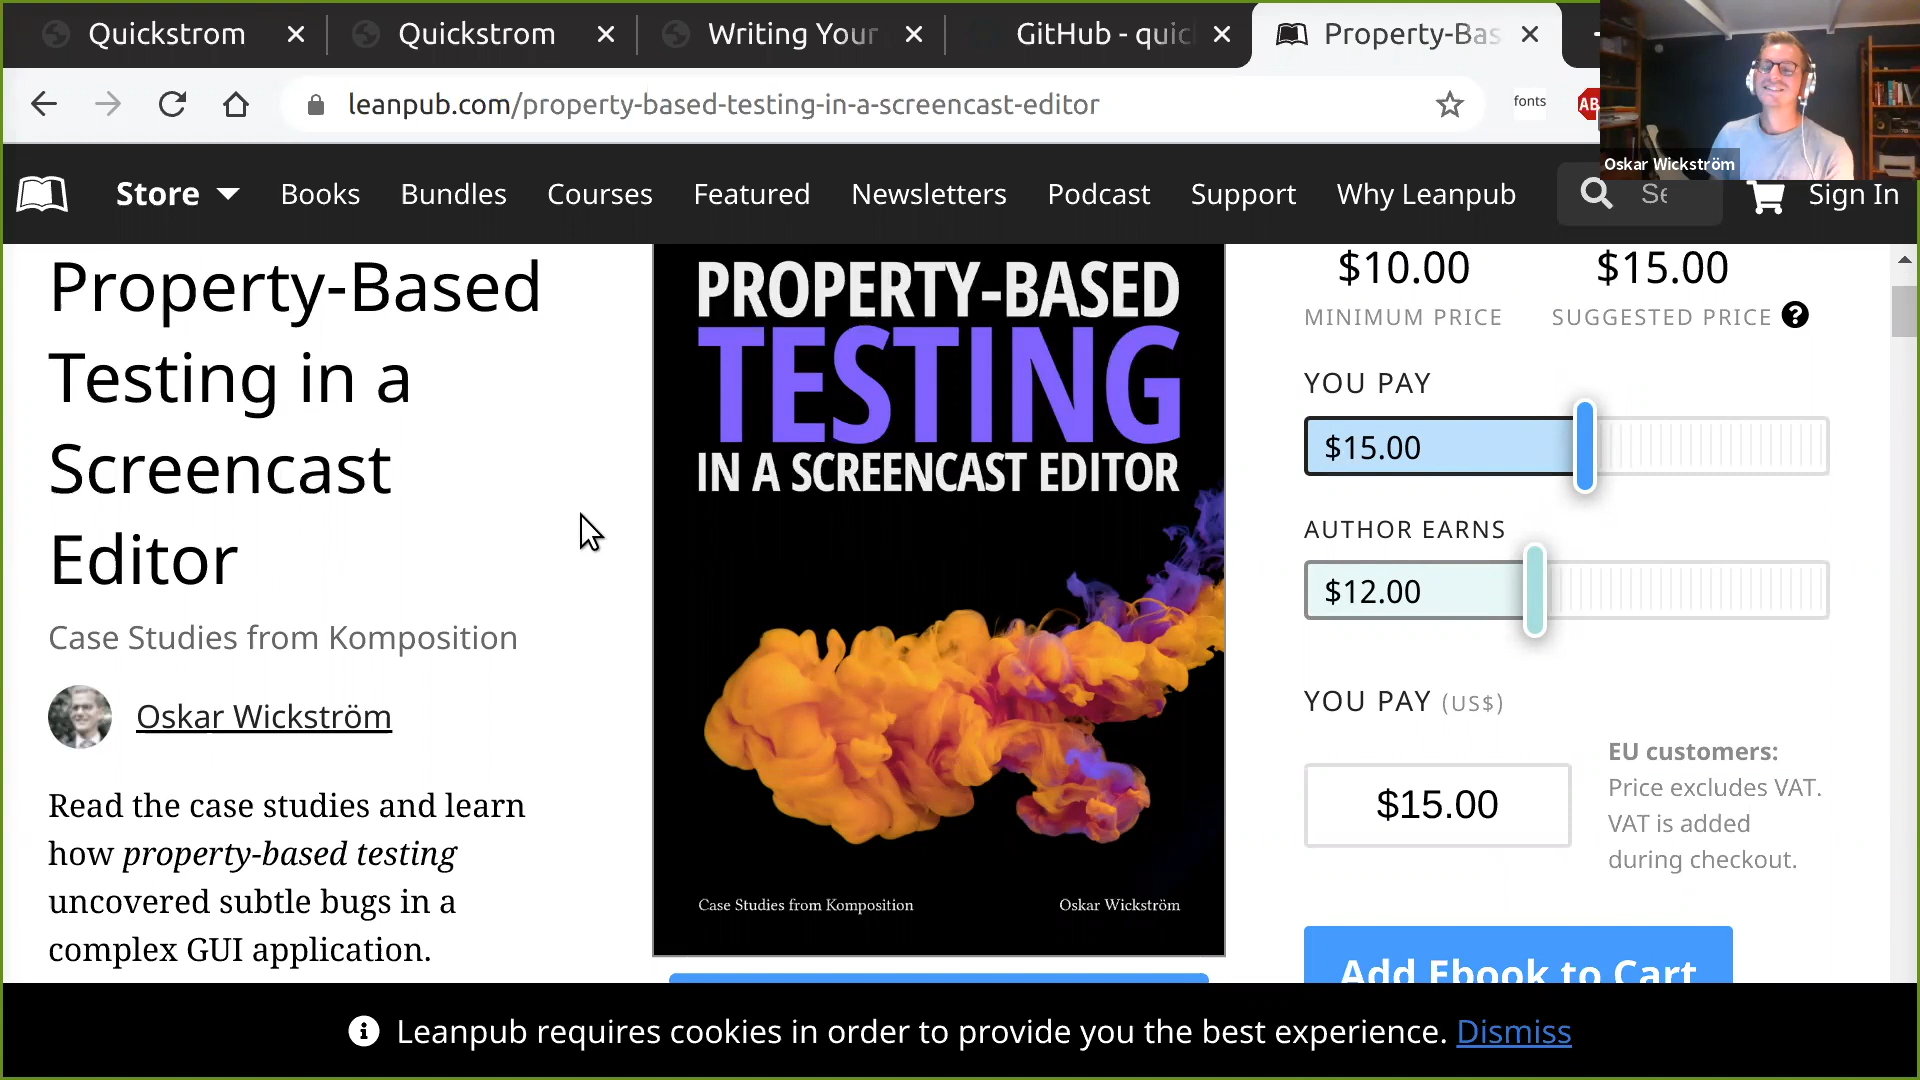 Quickstrom
Quickstrom
Writing Your
GitHub - quic
Property-Bas
leanpub.com/property-based-testing-in-a-screencast-editor
fonts
Oskar Wickström
Store
Books
Bundles
Courses
Featured
Newsletters
Podcast
Support
Why Leanpub
Sign In
Property-Based
Testing in a
Screencast
Editor
Case Studies from Komposition
Oskar Wickström
Read the case studies and learn
how property-based testing
uncovered subtle bugs in a
complex GUI application.
PROPERTY-BASED
TESTING
IN A SCREENCAST EDITOR
Case Studies from Komposition
Oskar Wickström
$10.00
MINIMUM PRICE
$15.00
SUGGESTED PRICE
YOU PAY
$15.00
AUTHOR EARNS
$12.00
YOU PAY (US$)
$15.00
EU customers:
Price excludes VAT.
VAT is added
during checkout.
Add Ebook to Cart
Leanpub requires cookies in order to provide you the best experience. Dismiss